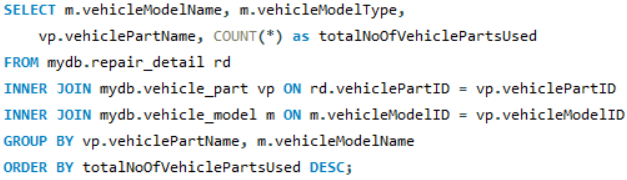 SELECT m.vehicleModelName, m.vehicleModelType,
vp.vehiclePartName, COUNT(*) as totalNoOfVehiclePartsUsed
FROM mydb.repair_detail rd
INNER JOIN mydb.vehicle_part vp ON rd.vehiclePartID = vp.vehiclePartID
INNER JOIN mydb.vehicle_model m ON m.vehicleModelID = vp.vehicleModelID
GROUP BY vp.vehiclePartName, m.vehicleModelName
ORDER BY totalNoOfVehiclePartsUsed DESC;